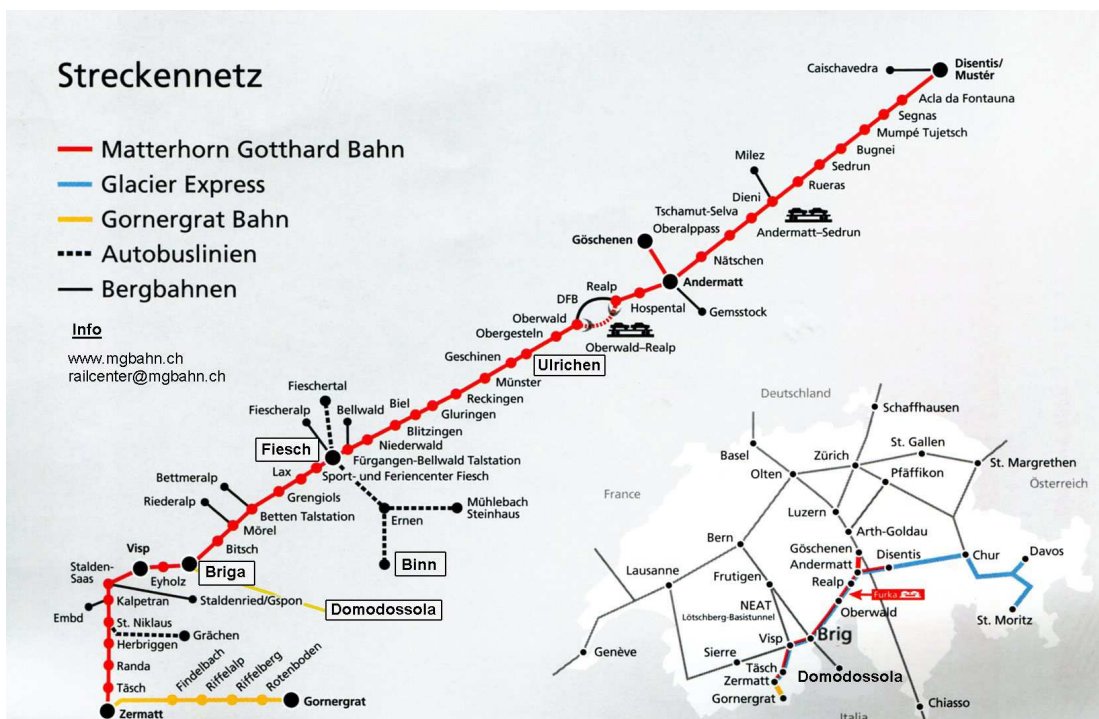 Streckennetz
Matterhorn Gotthard Bahn
Glacier Express
Gornergrat Bahn
Autobuslinien
Bergbahnen
Info
www.mgbahn.ch
railcenter@mgbahn.ch
Caischavedra
Disentis/
Mustér
Acla da Fontauna
Segnas
Mumpé Tujetsch
Bugnei
Sedrun
Rueras
Milez
Dieni
Tschamut-Selva
Oberalppass
Andermatt–Sedrun
Göschenen
Nätschen
Andermatt
Realp
Hospental
Gemsstock
DFB
Oberwald
Oberwald–Realp
Obergesteln
Ulrichen
Geschinen
Münster
Reckingen
Gluringen
Biel
Blitzingen
Niederwald
Bellwald
Fieschertal
Fiescheralp
Fiesch
Fürgangen-Bellwald Talstation
Sport- und Feriencenter Fiesch
Lax
Grengiols
Bettmeralp
Betten Talstation
Riederalp
Mörel
Bitsch
Mühlebach
Steinhaus
Ernen
Binn
Visp
Eyholz
Briga
Domodossola
Stalden-
Saas
Staldenried/Gspon
Kalpetran
Embd
St. Niklaus
Grächen
Herbriggen
Randa
Täsch
Zermatt
Findelbach
Riffelalp
Riffelberg
Rotenboden
Gornergrat
Deutschland
Schaffhausen
Basel
Zürich
St. Gallen
St. Margrethen
Olten
Pfäffikon
Österreich
France
Luzern
Arth-Goldau
Bern
Göschenen
Andermatt
Disentis
Chur
Davos
Lausanne
Frutigen
Realp
Furka
Oberwald
St. Moritz
NEAT
Lötschberg-Basistunnel
Genève
Visp
Brig
Sierre
Täsch
Domodossola
Zermatt
Gornergrat
Chiasso
Italia